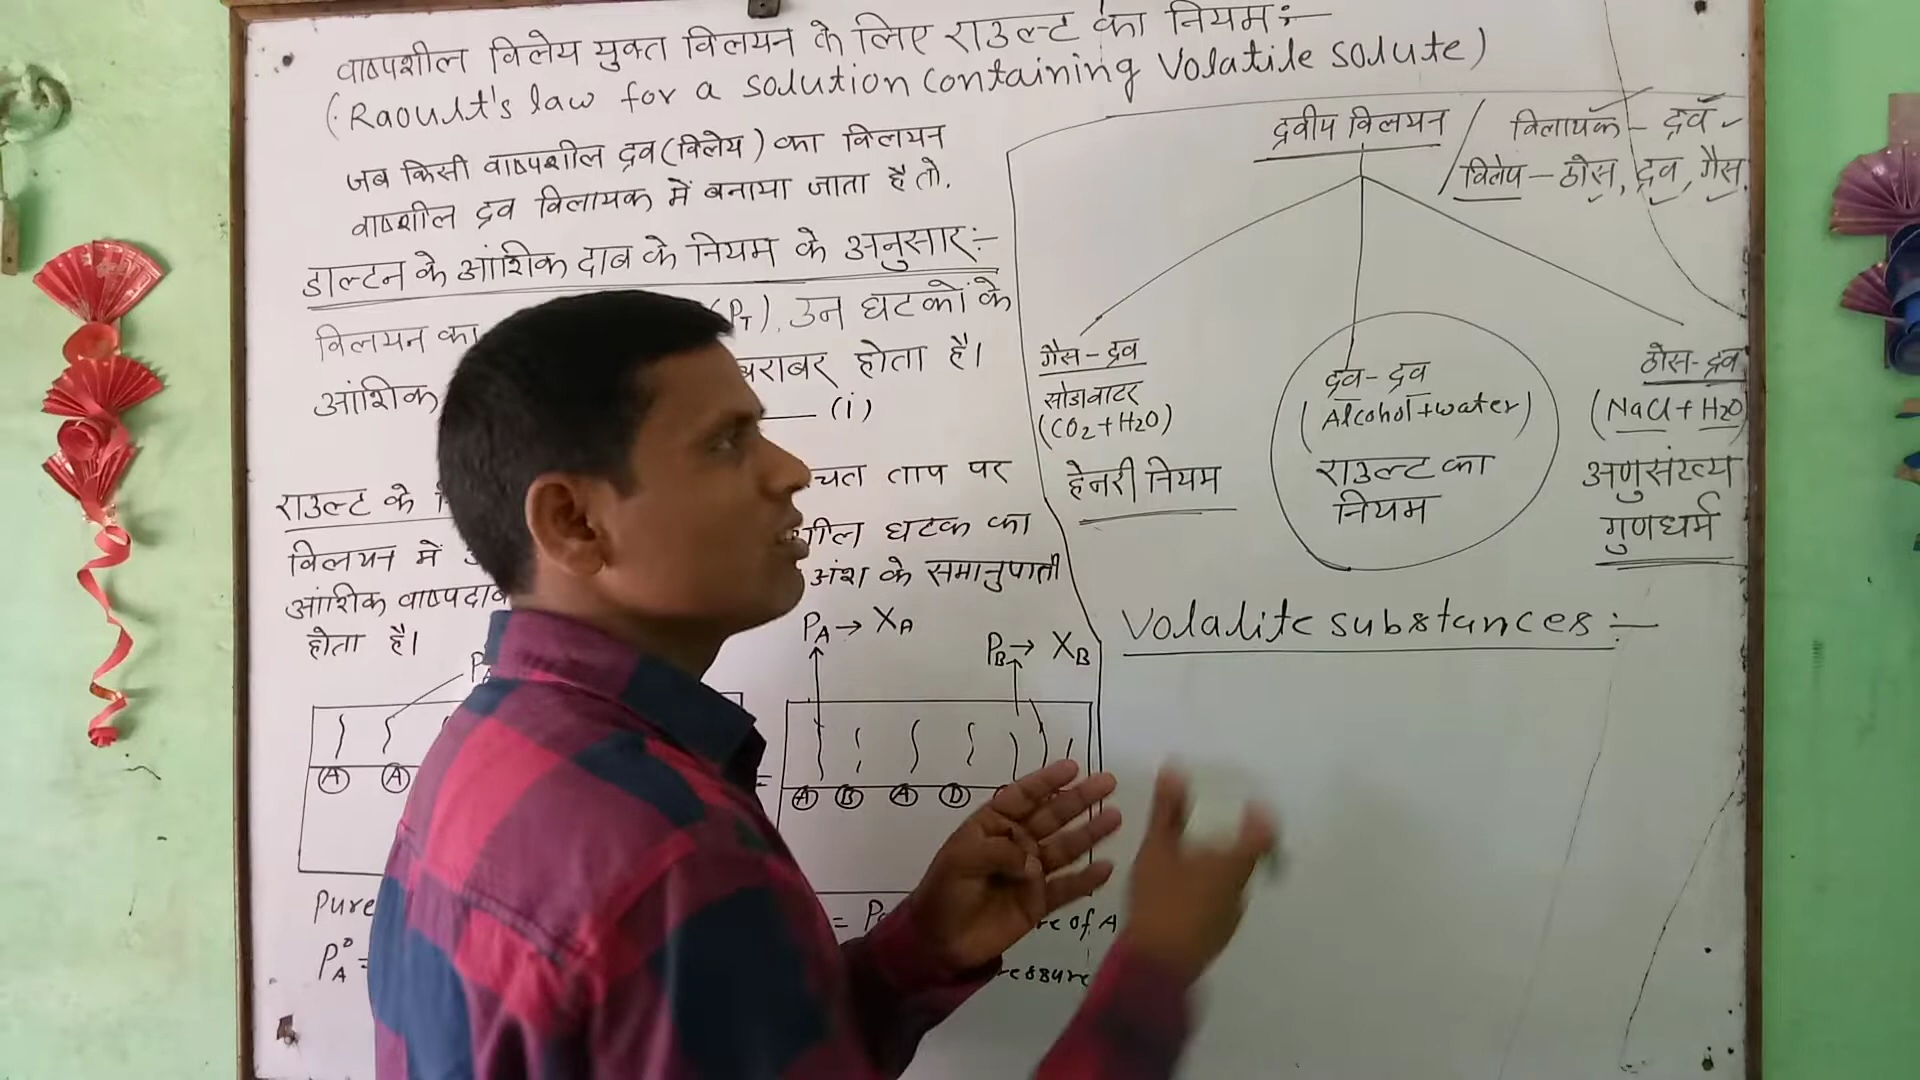 वाष्पशील विलेय युक्त विलयन के लिए राउल्ट का नियम :—
(Raoult's law for a solution containing Volatile solute)
जब किसी वाष्पशील द्रव (विलेय) का विलयन
वाष्शील द्रव विलायक में बनाया जाता है तो.
डाल्टन के आंशिक दाब के नियम के अनुसार :-
विलयन का (PT), उन घटकों के
आंशिक बराबर होता है।
(i)
राउल्ट के ताप पर
विलयन में घटक का
आंशिक वाष्पदाब अंश के समानुपाती
होता है।
PA → XA
PB → XB
A A
= A B A D
Pure = of A
P°A =
द्रवीय विलयन / विलायक – द्रव ✓
विलेय – ठोस, द्रव, गैस
गैस – द्रव
सोडावाटर
(CO2 + H2O)
हेनरी नियम
द्रव – द्रव
(Alcohol + water)
राउल्ट का
नियम
ठोस-द्रव
(NaCl + H2O)
अणुसंख्य
गुणधर्म
Volalite substances :—